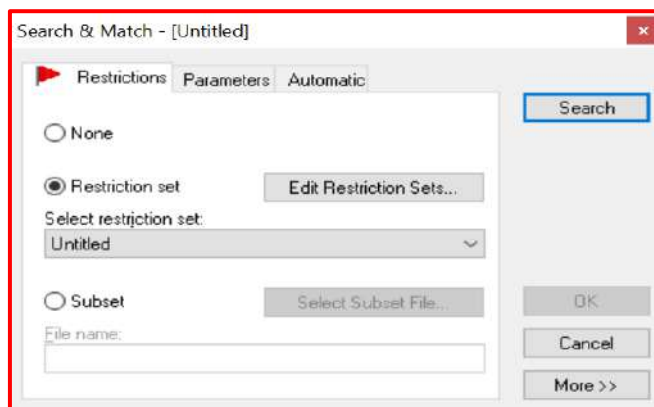 Search & Match - [Untitled]
Restrictions Parameters Automatic
Search
None
Restriction set Edit Restriction Sets...
Select restriction set:
Untitled
Subset Select Subset File... OK
File name:
Cancel
More >>